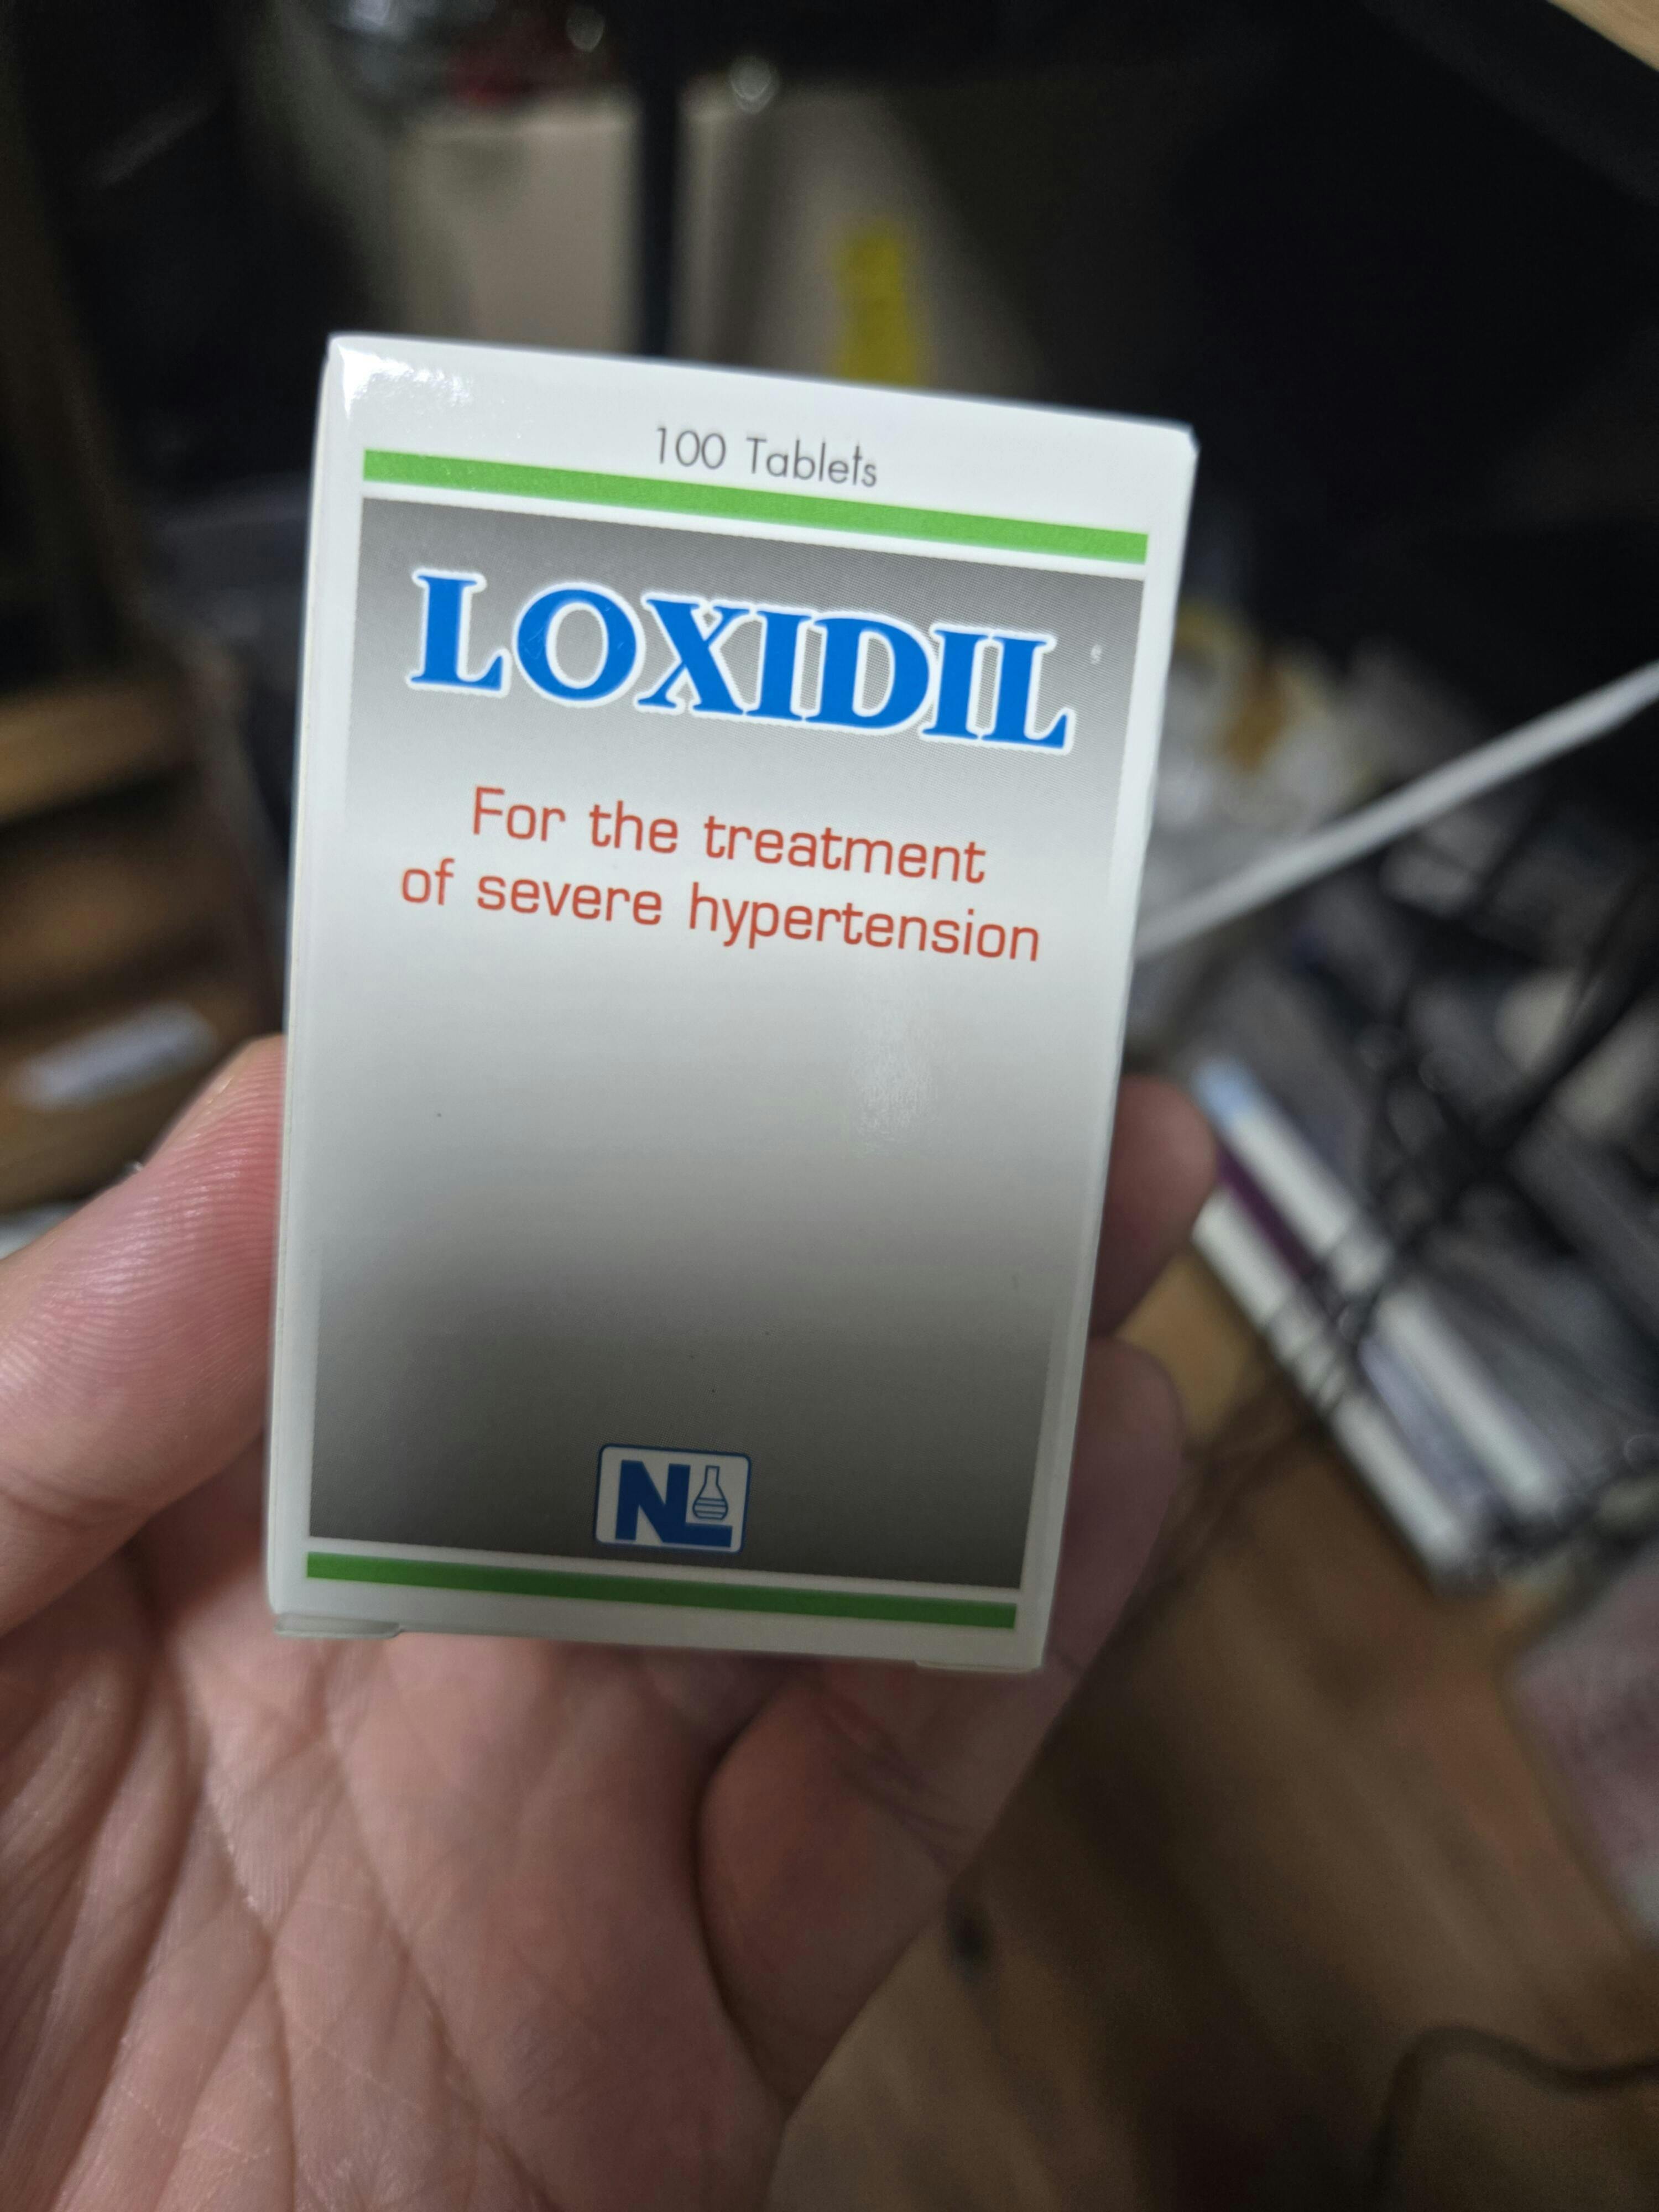 100 Tablets
LOXIDIL
For the treatment
of severe hypertension
NL